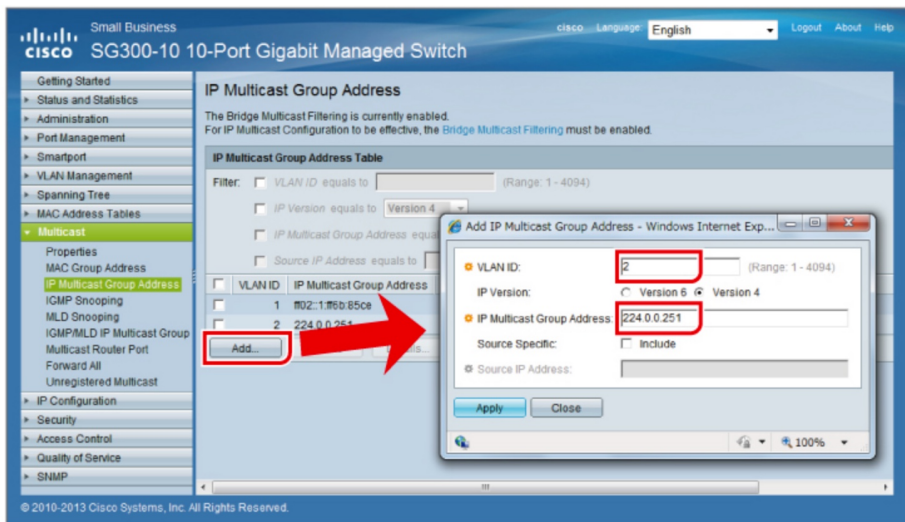 Small Business
cisco Language English Logout About Help
CISCO SG300-10 10-Port Gigabit Managed Switch
Getting Started
Status and Statistics
Administration
Port Management
Smartport
VLAN Management
Spanning Tree
MAC Address Tables
Multicast
Properties
MAC Group Address
IP Multicast Group Address
IGMP Snooping
MLD Snooping
IGMP/MLD IP Multicast Group
Multicast Router Port
Forward All
Unregistered Multicast
IP Configuration
Security
Access Control
Quality of Service
SNMP
IP Multicast Group Address
The Bridge Multicast Filtering is currently enabled.
For IP Multicast Configuration to be effective, the Bridge Multicast Filtering must be enabled.
IP Multicast Group Address Table
Filter: VLAN ID equals to (Range: 1 - 4094)
IP Version equals to Version 4
IP Multicast Group Address equal
Source IP Address equals to
VLAN ID IP Multicast Group Address
1 ff02::1:ff6b:85ce
2 224.0.0.251
Add...
Add IP Multicast Group Address - Windows Internet Exp...
VLAN ID: 2 (Range: 1 - 4094)
IP Version: Version 6 Version 4
IP Multicast Group Address: 224.0.0.251
Source Specific: Include
Source IP Address:
Apply Close
100%
© 2010-2013 Cisco Systems, Inc. All Rights Reserved.